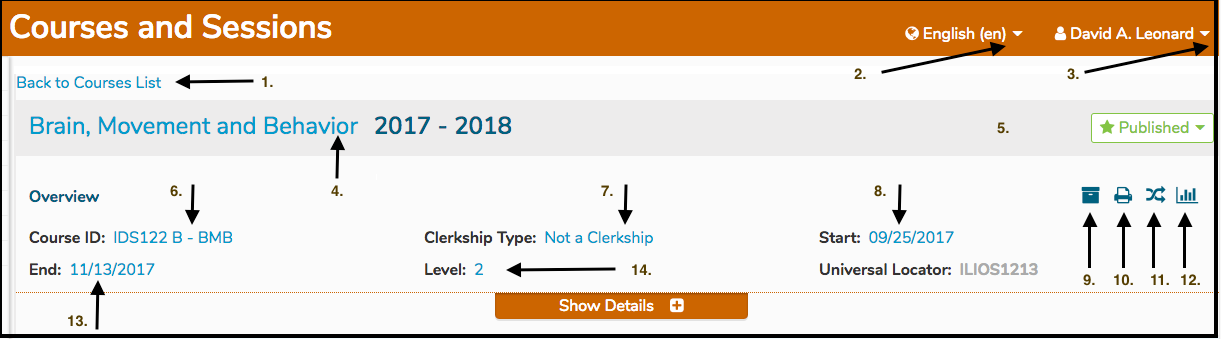 Courses and Sessions
English (en)
David A. Leonard
2.
3.
Back to Courses List
1.
Brain, Movement and Behavior 2017 - 2018
5.
Published
4.
6.
7.
8.
Overview
Course ID: IDS122 B - BMB
Clerkship Type: Not a Clerkship
Start: 09/25/2017
End: 11/13/2017
Level: 2
14.
Universal Locator: ILIOS1213
9.
10.
11.
12.
Show Details
13.